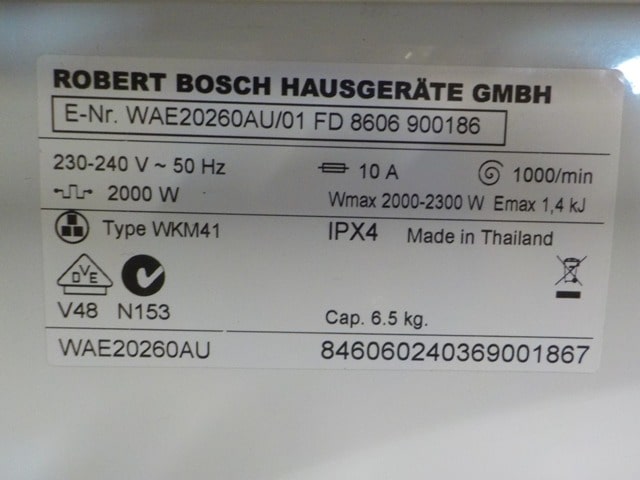 ROBERT BOSCH HAUSGERÄTE GMBH
E-Nr. WAE20260AU/01 FD 8606 900186
230-240 V ~ 50 Hz 10 A 1000/min
2000 W Wmax 2000-2300 W Emax 1,4 kJ
Type WKM41 IPX4 Made in Thailand
DVE
V48 N153 Cap. 6.5 kg.
WAE20260AU 846060240369001867